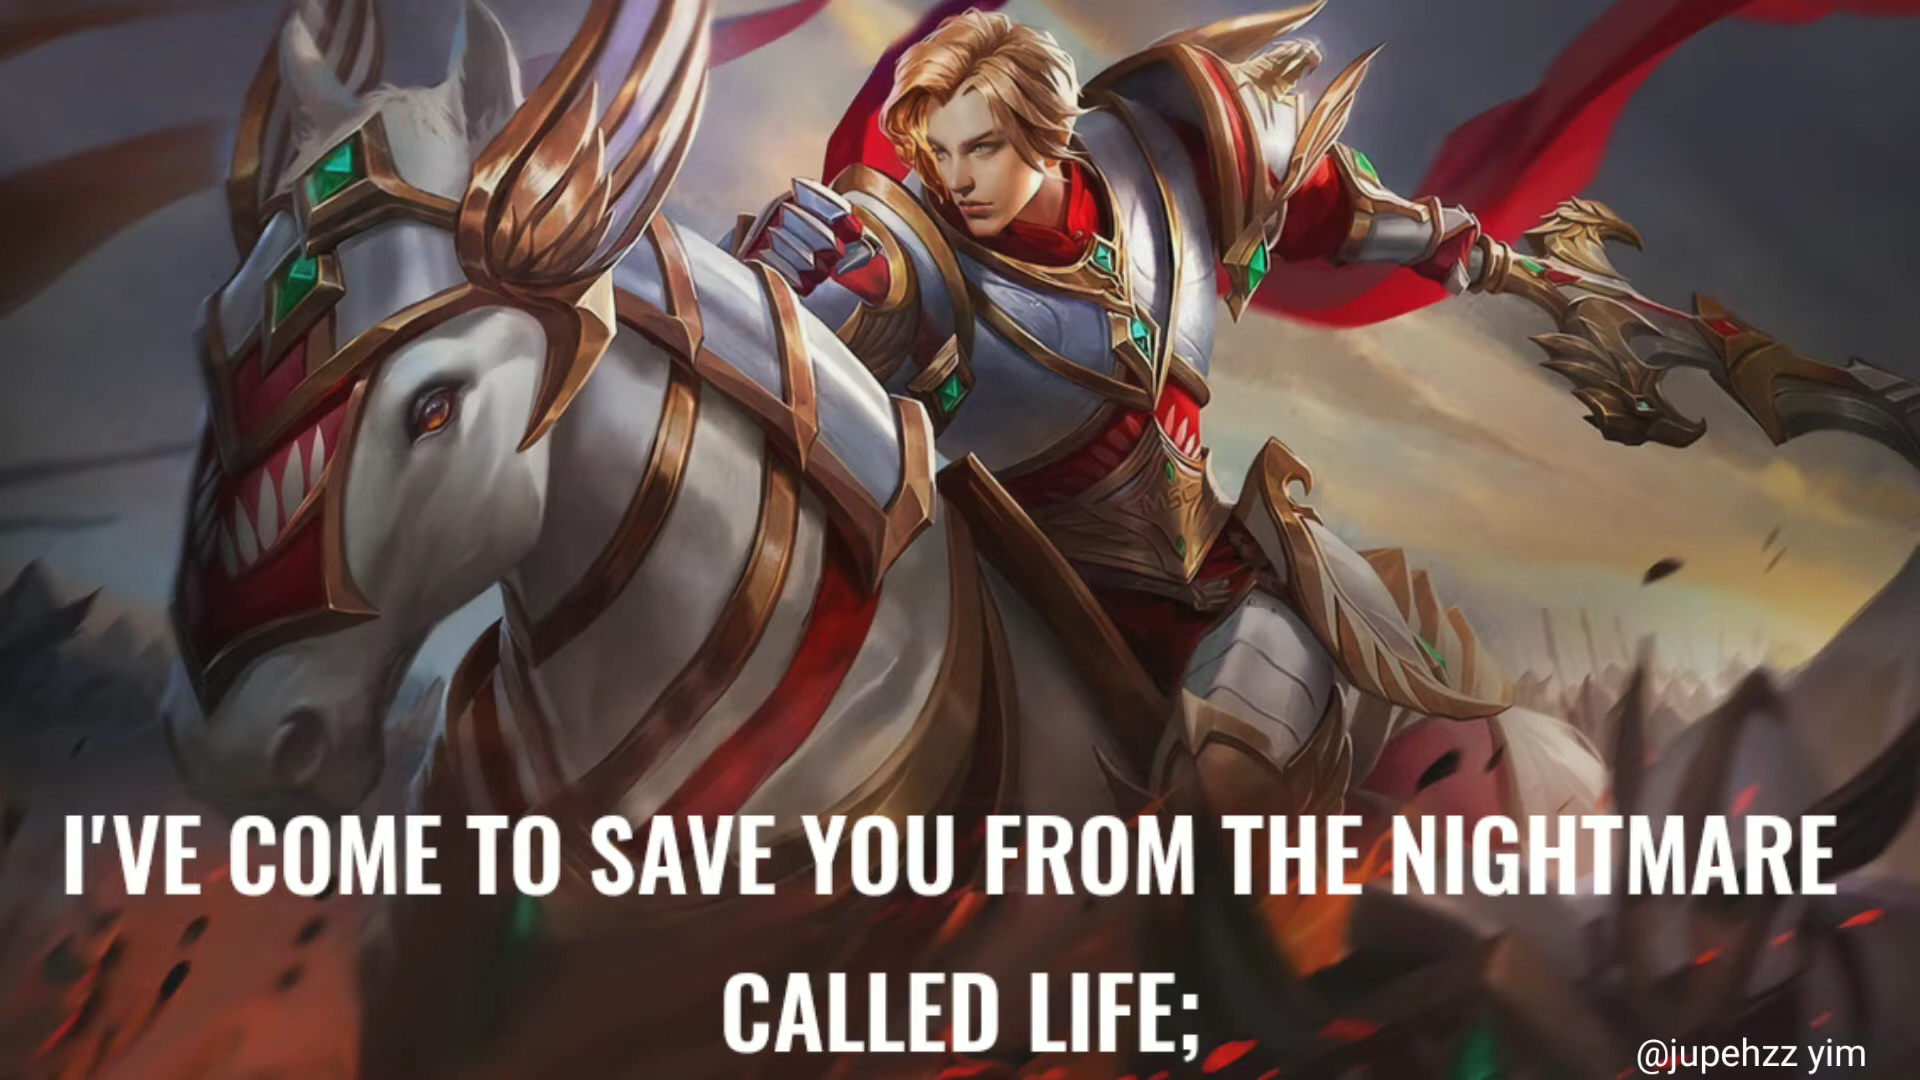 I'VE COME TO SAVE YOU FROM THE NIGHTMARE
CALLED LIFE;
@jupehzz yim